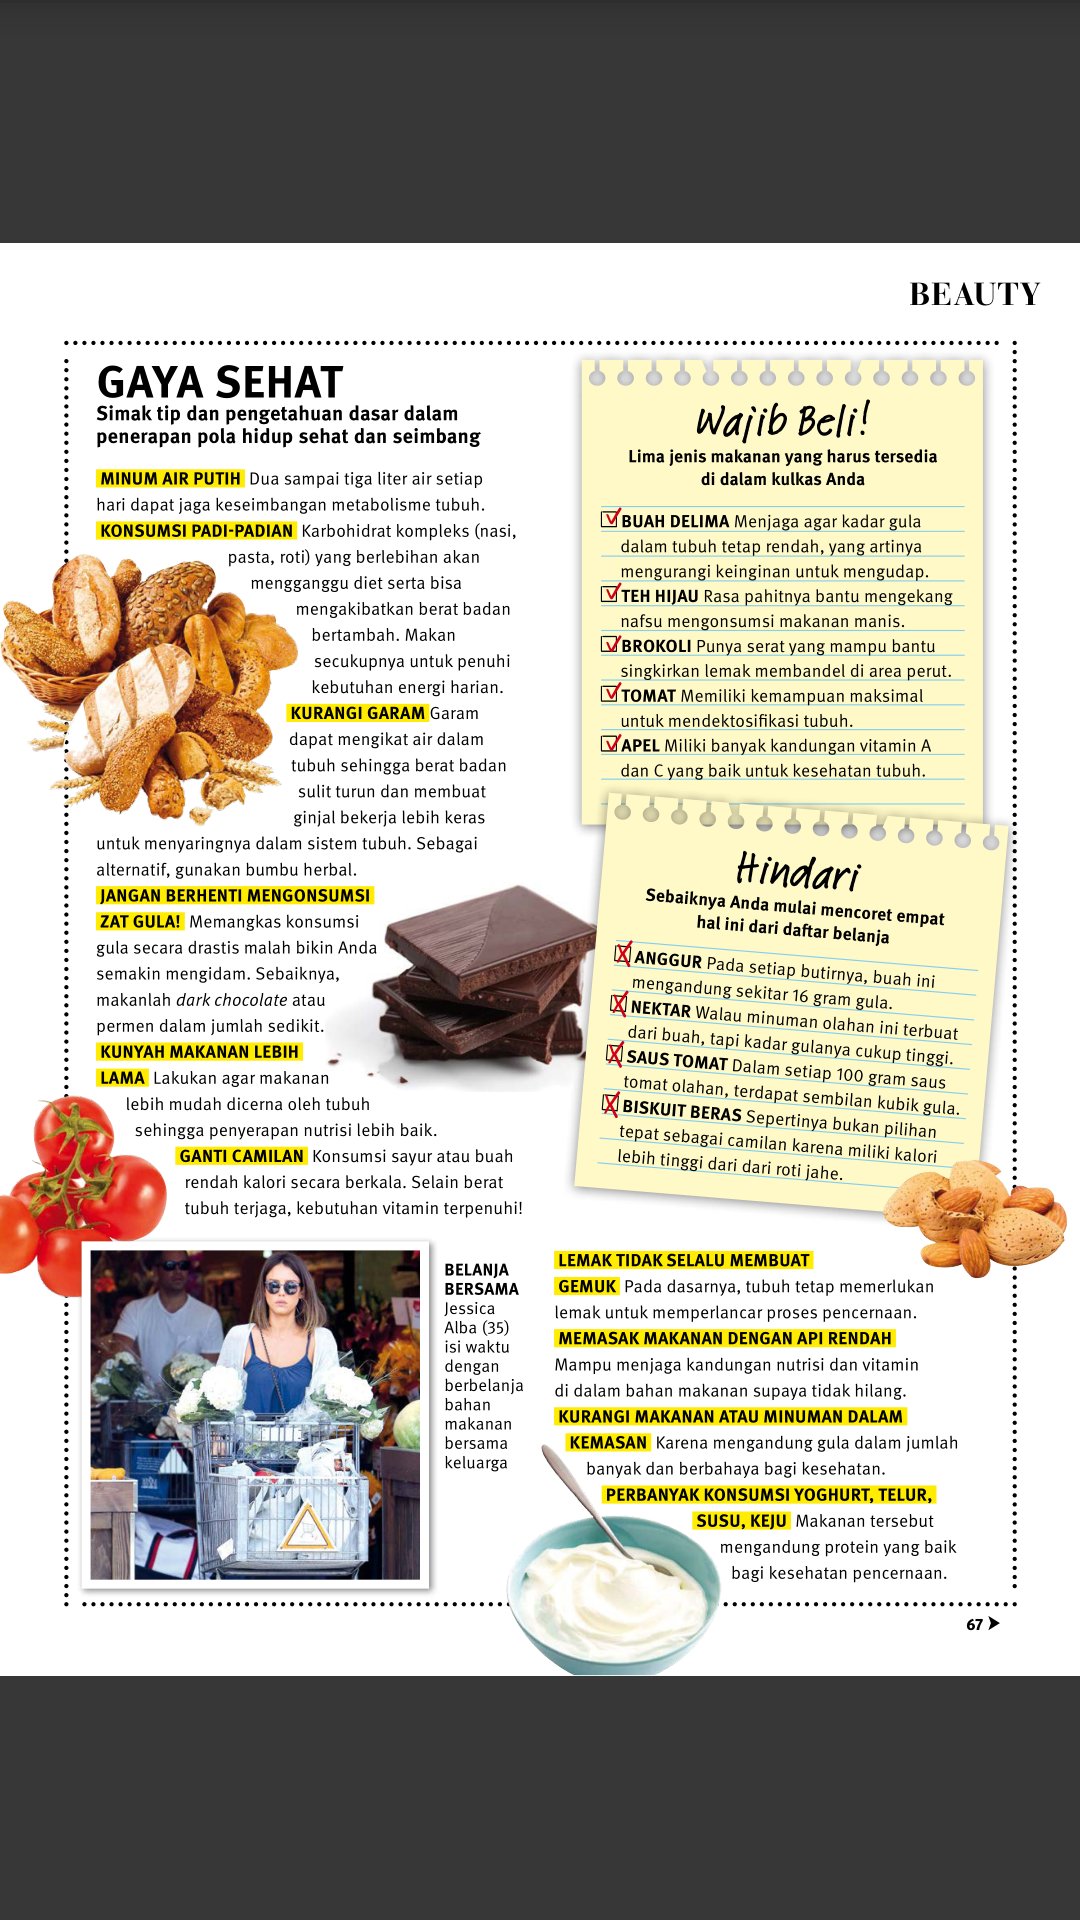 BEAUTY
GAYA SEHAT
Simak tip dan pengetahuan dasar dalam
penerapan pola hidup sehat dan seimbang
MINUM AIR PUTIH Dua sampai tiga liter air setiap
hari dapat jaga keseimbangan metabolisme tubuh.
KONSUMSI PADI-PADIAN Karbohidrat kompleks (nasi,
pasta, roti) yang berlebihan akan
mengganggu diet serta bisa
mengakibatkan berat badan
bertambah. Makan
secukupnya untuk penuhi
kebutuhan energi harian.
KURANGI GARAM Garam
dapat mengikat air dalam
tubuh sehingga berat badan
sulit turun dan membuat
ginjal bekerja lebih keras
untuk menyaringnya dalam sistem tubuh. Sebagai
alternatif, gunakan bumbu herbal.
JANGAN BERHENTI MENGONSUMSI
ZAT GULA! Memangkas konsumsi
gula secara drastis malah bikin Anda
semakin mengidam. Sebaiknya,
makanlah dark chocolate atau
permen dalam jumlah sedikit.
KUNYAH MAKANAN LEBIH
LAMA Lakukan agar makanan
lebih mudah dicerna oleh tubuh
sehingga penyerapan nutrisi lebih baik.
GANTI CAMILAN Konsumsi sayur atau buah
rendah kalori secara berkala. Selain berat
tubuh terjaga, kebutuhan vitamin terpenuhi!
Wajib Beli!
Lima jenis makanan yang harus tersedia
di dalam kulkas Anda
BUAH DELIMA Menjaga agar kadar gula
dalam tubuh tetap rendah, yang artinya
mengurangi keinginan untuk mengudap.
TEH HIJAU Rasa pahitnya bantu mengekang
nafsu mengonsumsi makanan manis.
BROKOLI Punya serat yang mampu bantu
singkirkan lemak membandel di area perut.
TOMAT Memiliki kemampuan maksimal
untuk mendektosifikasi tubuh.
APEL Miliki banyak kandungan vitamin A
dan C yang baik untuk kesehatan tubuh.
Hindari
Sebaiknya Anda mulai mencoret empat
hal ini dari daftar belanja
ANGGUR Pada setiap butirnya, buah ini
mengandung sekitar 16 gram gula.
NEKTAR Walau minuman olahan ini terbuat
dari buah, tapi kadar gulanya cukup tinggi.
SAUS TOMAT Dalam setiap 100 gram saus
tomat olahan, terdapat sembilan kubik gula.
BISKUIT BERAS Sepertinya bukan pilihan
tepat sebagai camilan karena miliki kalori
lebih tinggi dari dari roti jahe.
BELANJA
BERSAMA
Jessica
Alba (35)
isi waktu
dengan
berbelanja
bahan
makanan
bersama
keluarga
LEMAK TIDAK SELALU MEMBUAT
GEMUK Pada dasarnya, tubuh tetap memerlukan
lemak untuk memperlancar proses pencernaan.
MEMASAK MAKANAN DENGAN API RENDAH
Mampu menjaga kandungan nutrisi dan vitamin
di dalam bahan makanan supaya tidak hilang.
KURANGI MAKANAN ATAU MINUMAN DALAM
KEMASAN Karena mengandung gula dalam jumlah
banyak dan berbahaya bagi kesehatan.
PERBANYAK KONSUMSI YOGHURT, TELUR,
SUSU, KEJU Makanan tersebut
mengandung protein yang baik
bagi kesehatan pencernaan.
67